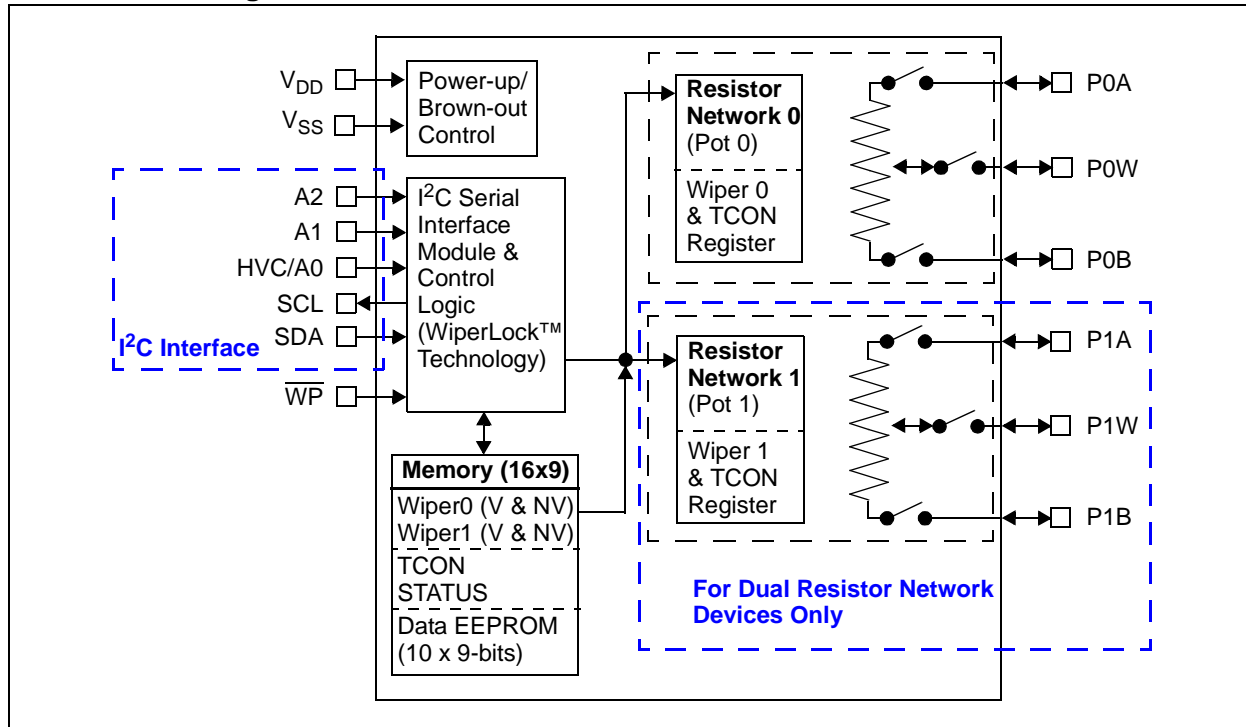 V_DD
V_SS
Power-up/
Brown-out
Control
A2
A1
HVC/A0
SCL
SDA
I²C Interface
WP
I²C Serial
Interface
Module &
Control
Logic
(WiperLock™
Technology)
Memory (16x9)
Wiper0 (V & NV)
Wiper1 (V & NV)
TCON
STATUS
Data EEPROM
(10 x 9-bits)
Resistor
Network 0
(Pot 0)
Wiper 0
& TCON
Register
P0A
P0W
P0B
Resistor
Network 1
(Pot 1)
Wiper 1
& TCON
Register
P1A
P1W
P1B
For Dual Resistor Network
Devices Only